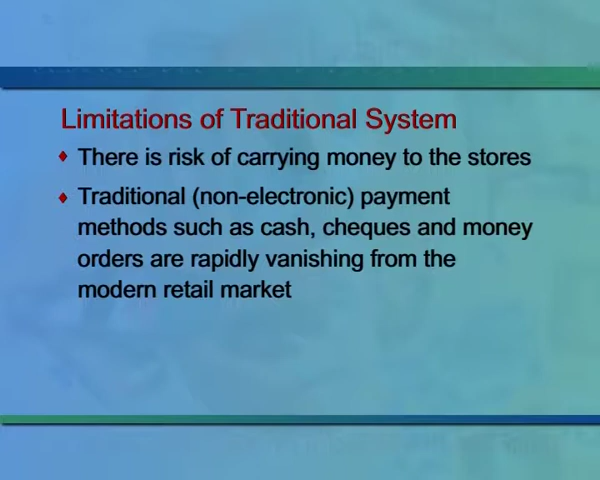 Limitations of Traditional System
There is risk of carrying money to the stores
Traditional (non-electronic) payment
methods such as cash, cheques and money
orders are rapidly vanishing from the
modern retail market